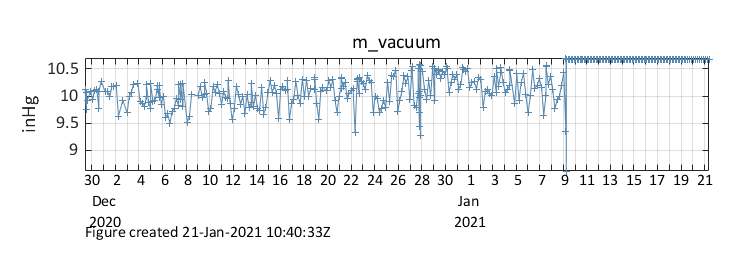 m_vacuum
inHg
10.5
10
9.5
9
30 2 4 6 8 10 12 14 16 18 20 22 24 26 28 30 1 3 5 7 9 11 13 15 17 19 21
Dec Jan
2020 2021
Figure created 21-Jan-2021 10:40:33Z